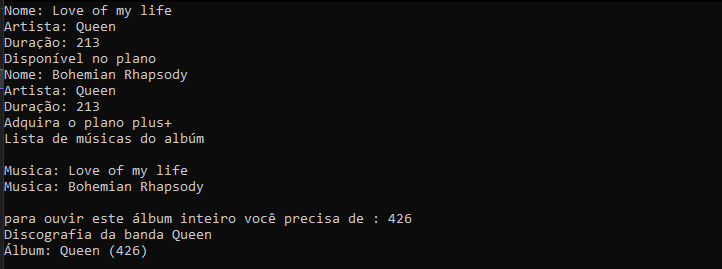 Nome: Love of my life
Artista: Queen
Duração: 213
Disponível no plano
Nome: Bohemian Rhapsody
Artista: Queen
Duração: 213
Adquira o plano plus+
Lista de músicas do albúm
Musica: Love of my life
Musica: Bohemian Rhapsody
para ouvir este álbum inteiro você precisa de : 426
Discografia da banda Queen
Álbum: Queen (426)